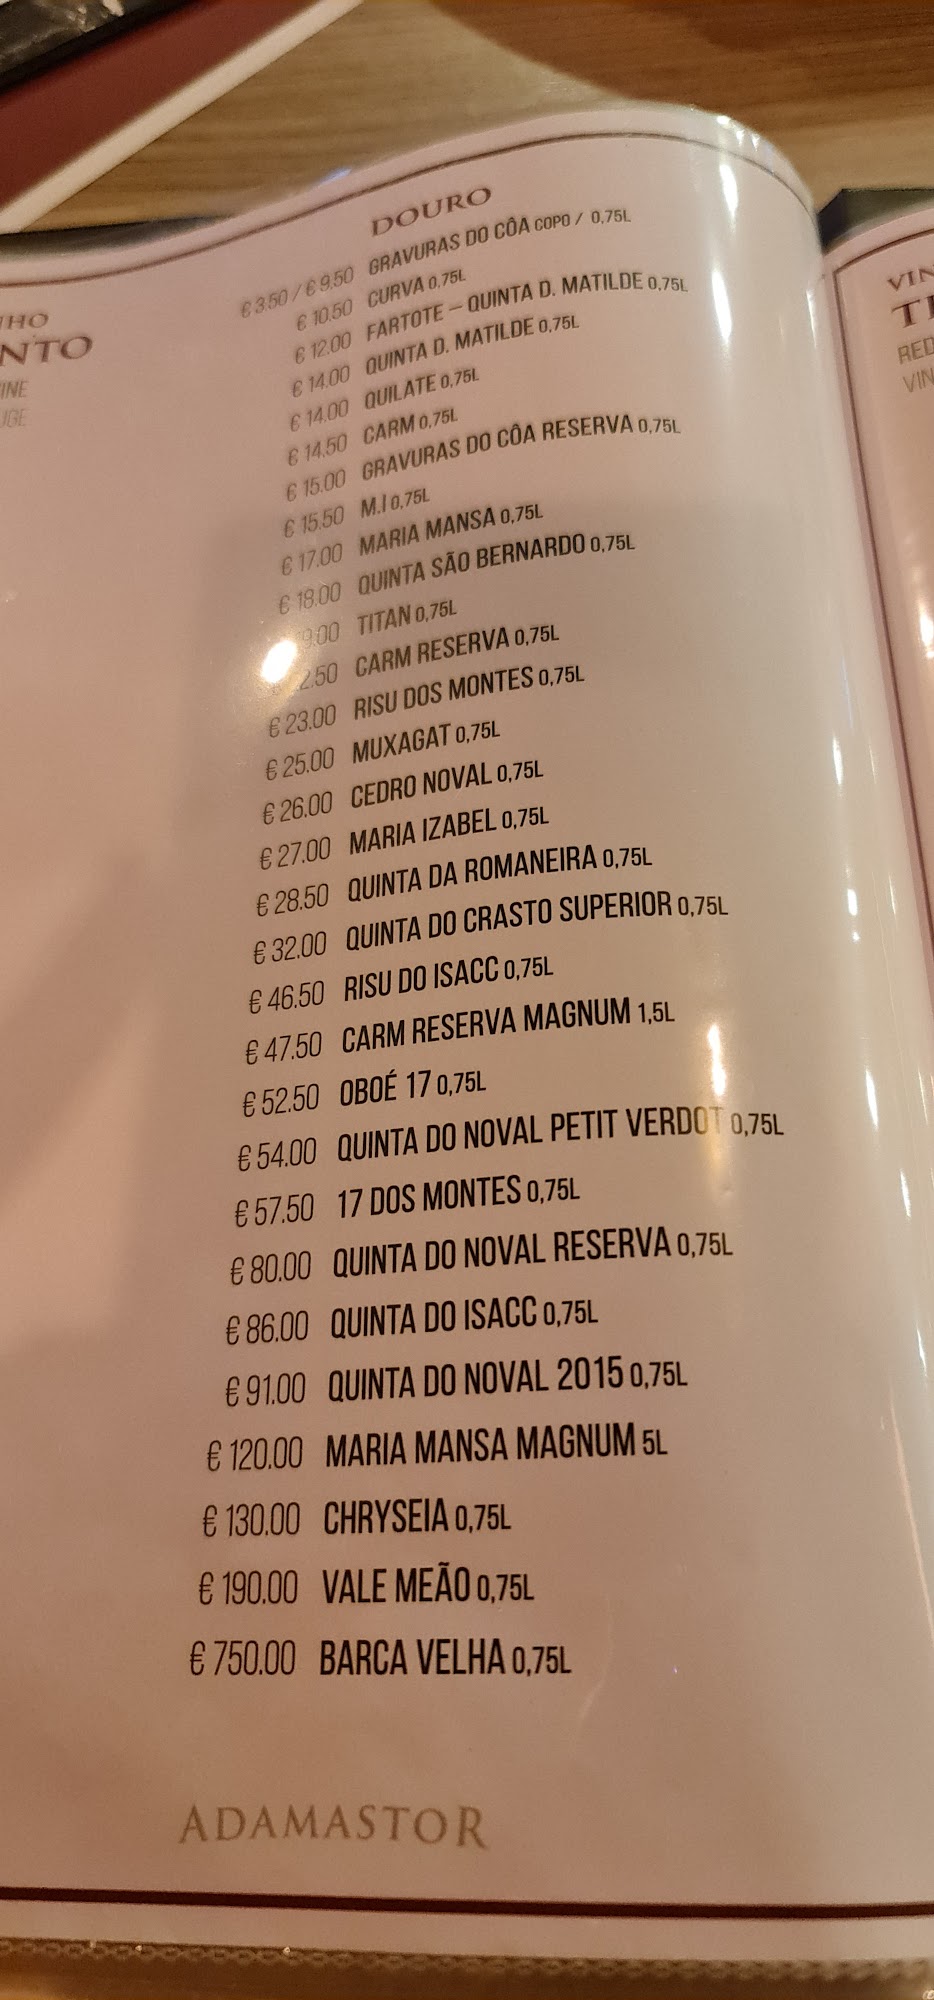 DOURO
€ 3.50 / € 9.50 GRAVURAS DO CÔA COPO / 0,75L
€ 10.50 CURVA 0,75L
€ 12.00 FARTOTE – QUINTA D. MATILDE 0,75L
€ 14.00 QUINTA D. MATILDE 0,75L
€ 14.00 QUILATE 0,75L
€ 14.50 CARM 0,75L
€ 15.00 GRAVURAS DO CÔA RESERVA 0,75L
€ 15.50 M.I 0,75L
€ 17.00 MARIA MANSA 0,75L
€ 18.00 QUINTA SÃO BERNARDO 0,75L
9.00 TITAN 0,75L
2.50 CARM RESERVA 0,75L
€ 23.00 RISU DOS MONTES 0,75L
€ 25.00 MUXAGAT 0,75L
€ 26.00 CEDRO NOVAL 0,75L
€ 27.00 MARIA IZABEL 0,75L
€ 28.50 QUINTA DA ROMANEIRA 0,75L
€ 32.00 QUINTA DO CRASTO SUPERIOR 0,75L
€ 46.50 RISU DO ISACC 0,75L
€ 47.50 CARM RESERVA MAGNUM 1,5L
€ 52.50 OBOÉ 17 0,75L
€ 54.00 QUINTA DO NOVAL PETIT VERDOT 0,75L
€ 57.50 17 DOS MONTES 0,75L
€ 80.00 QUINTA DO NOVAL RESERVA 0,75L
€ 86.00 QUINTA DO ISACC 0,75L
€ 91.00 QUINTA DO NOVAL 2015 0,75L
€ 120.00 MARIA MANSA MAGNUM 5L
€ 130.00 CHRYSEIA 0,75L
€ 190.00 VALE MEÃO 0,75L
€ 750.00 BARCA VELHA 0,75L
ADAMASTOR
NTO
RED
VIN